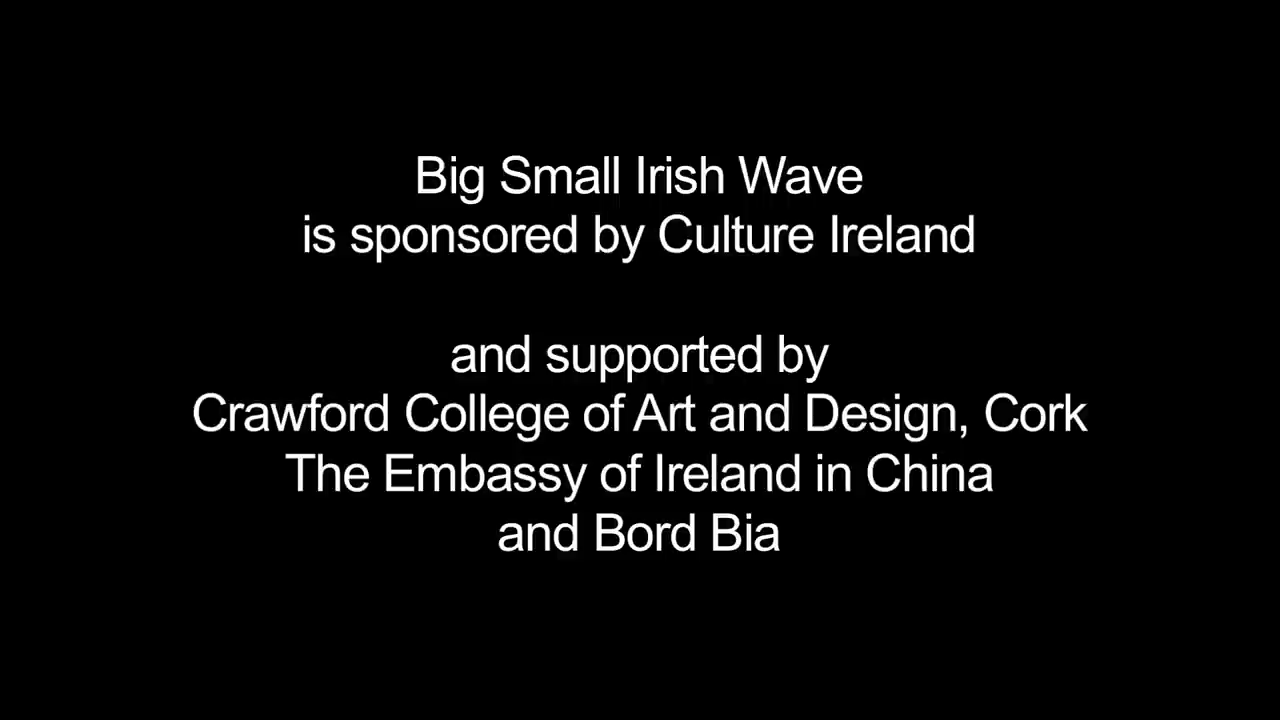 Big Small Irish Wave
is sponsored by Culture Ireland
and supported by
Crawford College of Art and Design, Cork
The Embassy of Ireland in China
and Bord Bia